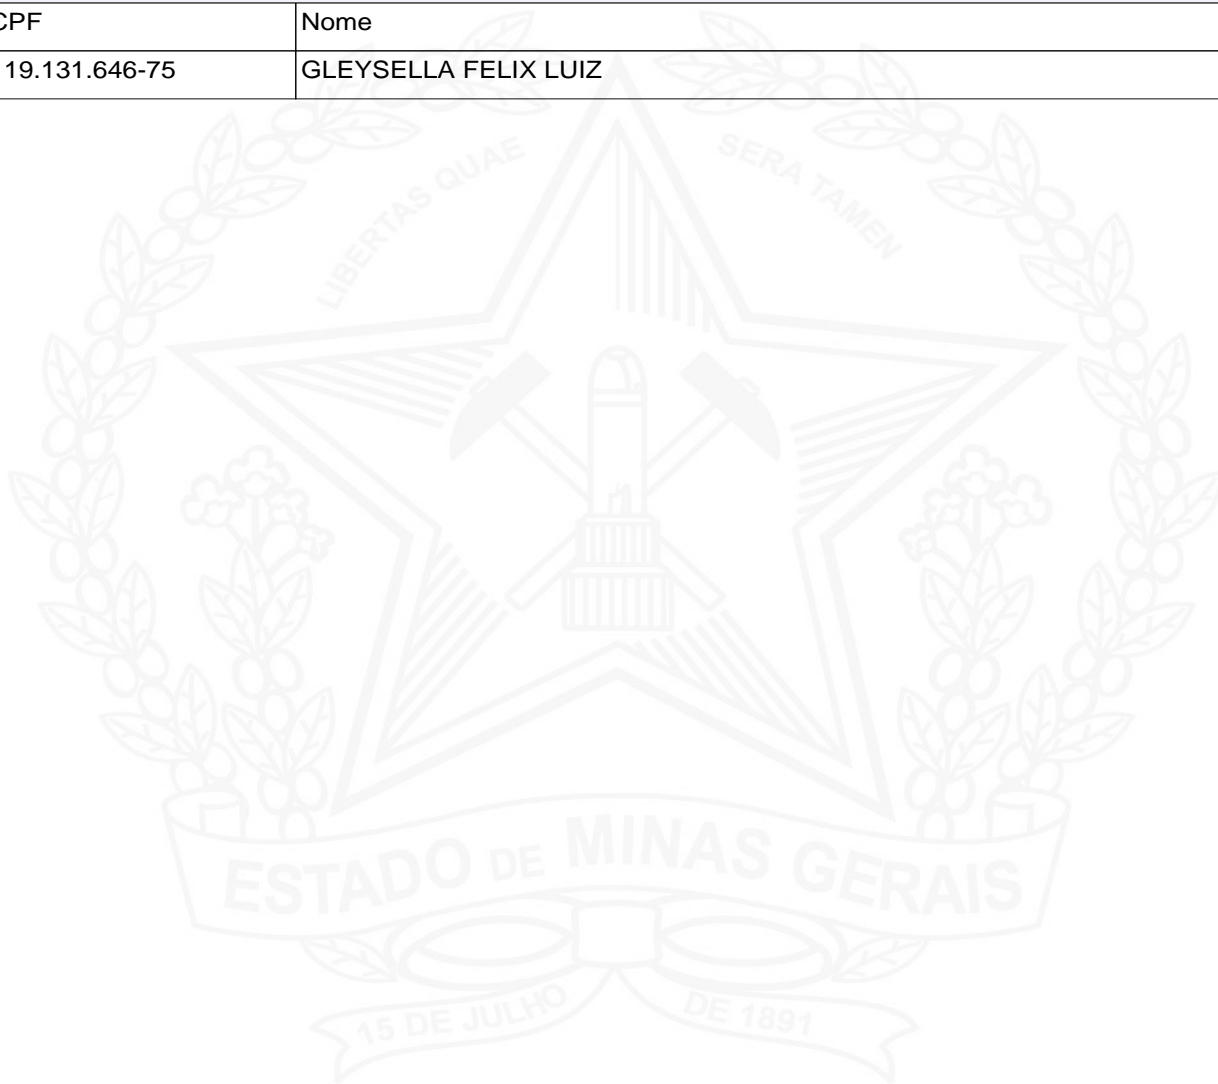 CPF Nome
19.131.646-75 GLEYSELLA FELIX LUIZ
LIBERTAS QUAE SERA TAMEN
ESTADO DE MINAS GERAIS
15 DE JULHO DE 1891